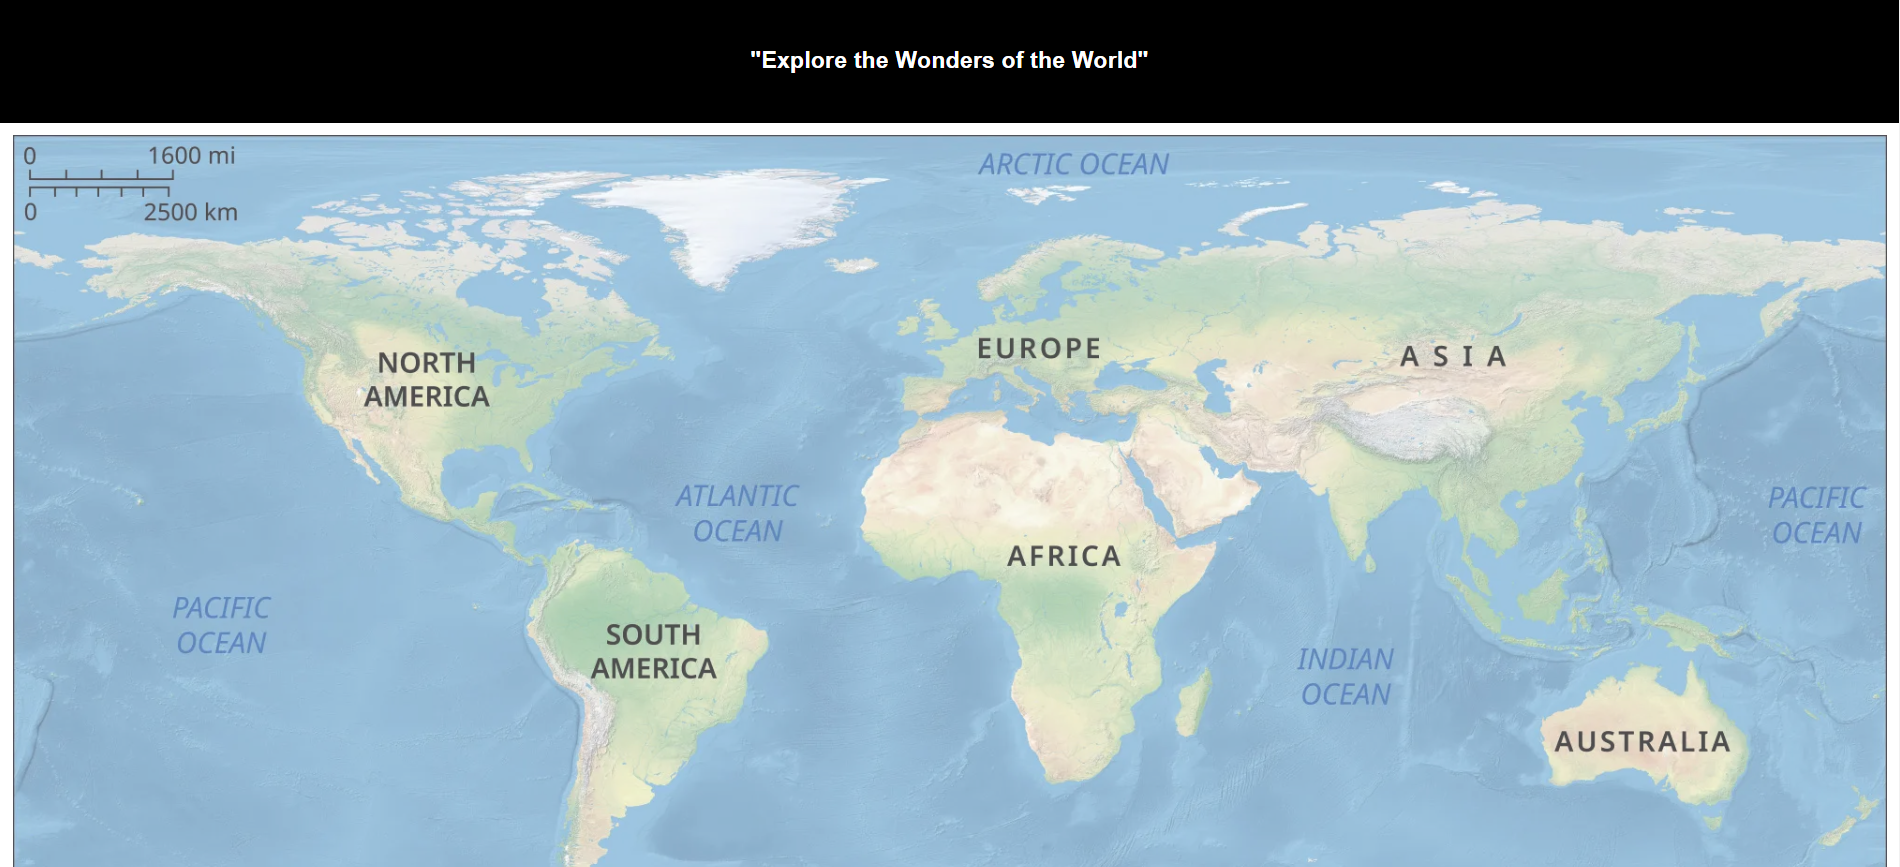 "Explore the Wonders of the World"
0 1600 mi
0 2500 km
ARCTIC OCEAN
NORTH
AMERICA
EUROPE
ASIA
ATLANTIC
OCEAN
PACIFIC
OCEAN
AFRICA
PACIFIC
OCEAN
SOUTH
AMERICA
INDIAN
OCEAN
AUSTRALIA